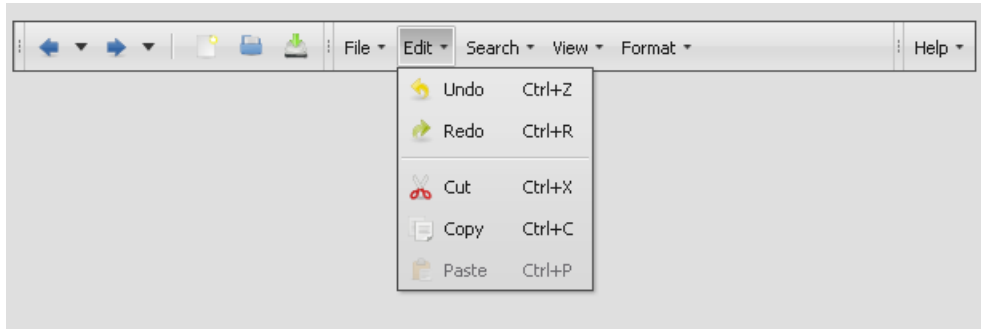 File Edit Search View Format Help
Undo Ctrl+Z
Redo Ctrl+R
Cut Ctrl+X
Copy Ctrl+C
Paste Ctrl+P